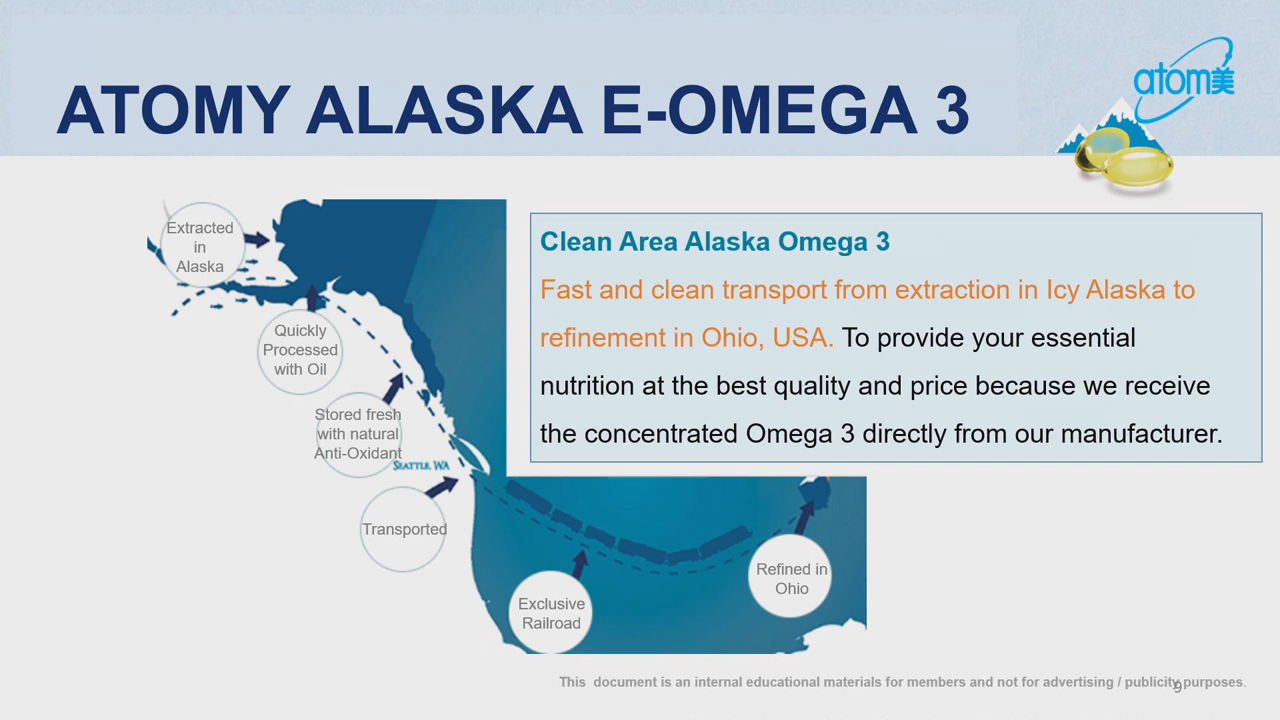 ATOMY ALASKA E-OMEGA 3
atom美
Extracted
in
Alaska
Quickly
Processed
with Oil
Stored fresh
with natural
Anti-Oxidant
SEATTLE WA
Transported
Exclusive
Railroad
Refined in
Ohio
Clean Area Alaska Omega 3
Fast and clean transport from extraction in Icy Alaska to
refinement in Ohio, USA. To provide your essential
nutrition at the best quality and price because we receive
the concentrated Omega 3 directly from our manufacturer.
This document is an internal educational materials for members and not for advertising / publicity purposes.
9